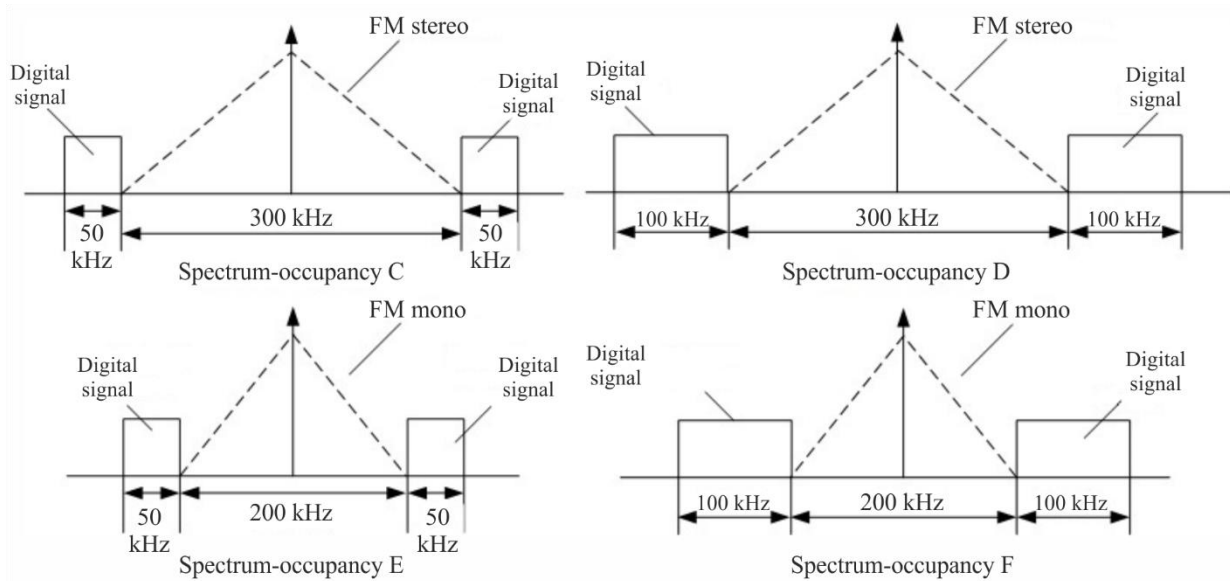 FM stereo
Digital
signal
Digital
signal
300 kHz
50
kHz
50
kHz
Spectrum-occupancy C
FM stereo
Digital
signal
Digital
signal
100 kHz
300 kHz
100 kHz
Spectrum-occupancy D
FM mono
Digital
signal
Digital
signal
200 kHz
50
kHz
50
kHz
Spectrum-occupancy E
FM mono
Digital
signal
Digital
signal
100 kHz
200 kHz
100 kHz
Spectrum-occupancy F